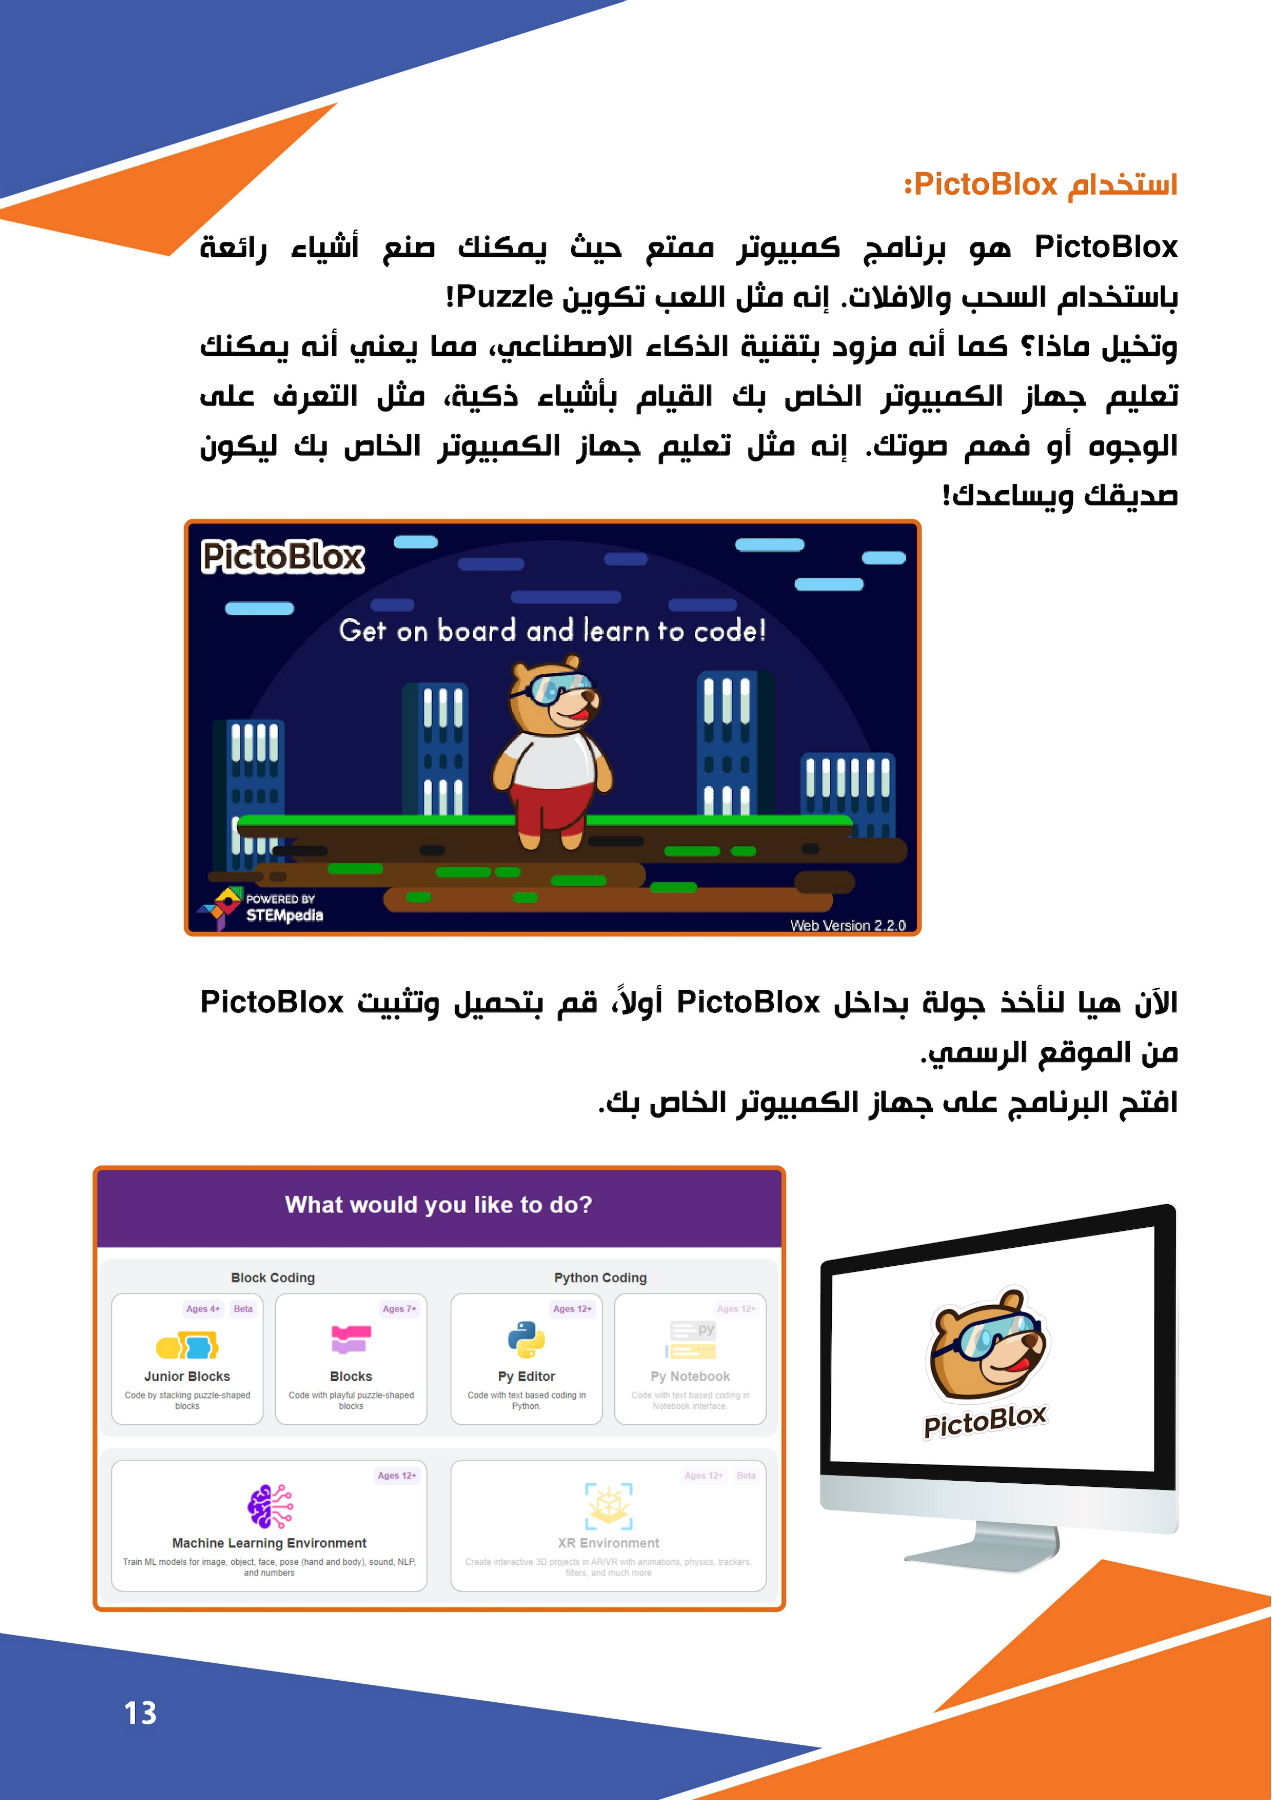 استخدام PictoBlox:
PictoBlox هو برنامج كمبيوتر ممتع حيث يمكنك صنع أشياء رائعة
باستخدام السحب والافلات. إنه مثل اللعب تكوين Puzzle!
وتخيل ماذا؟ كما أنه مزود بتقنية الذكاء الاصطناعي، مما يعني أنه يمكنك
تعليم جهاز الكمبيوتر الخاص بك القيام بأشياء ذكية، مثل التعرف على
الوجوه أو فهم صوتك. إنه مثل تعليم جهاز الكمبيوتر الخاص بك ليكون
صديقك ويساعدك!
PictoBlox
Get on board and learn to code!
POWERED BY
STEMpedia
Web Version 2.2.0
الآن هيا لنأخذ جولة بداخل PictoBlox أولاً، قم بتحميل وتثبيت PictoBlox
من الموقع الرسمي.
افتح البرنامج على جهاز الكمبيوتر الخاص بك.
What would you like to do?
Block Coding
Ages 4+ Beta
Junior Blocks
Code by stacking puzzle-shaped
blocks
Ages 7+
Blocks
Code with playful puzzle-shaped
blocks
Python Coding
Ages 12+
Py Editor
Code with text based coding in
Python.
Ages 12+
PY
Py Notebook
Code with text based coding in
Notebook interface.
Ages 12+
Machine Learning Environment
Train ML models for image, object, face, pose (hand and body), sound, NLP,
and numbers
Ages 12+ Beta
XR Environment
Create interactive 3D projects in AR/VR with animations, physics, trackers,
filters, and much more
PictoBlox
13